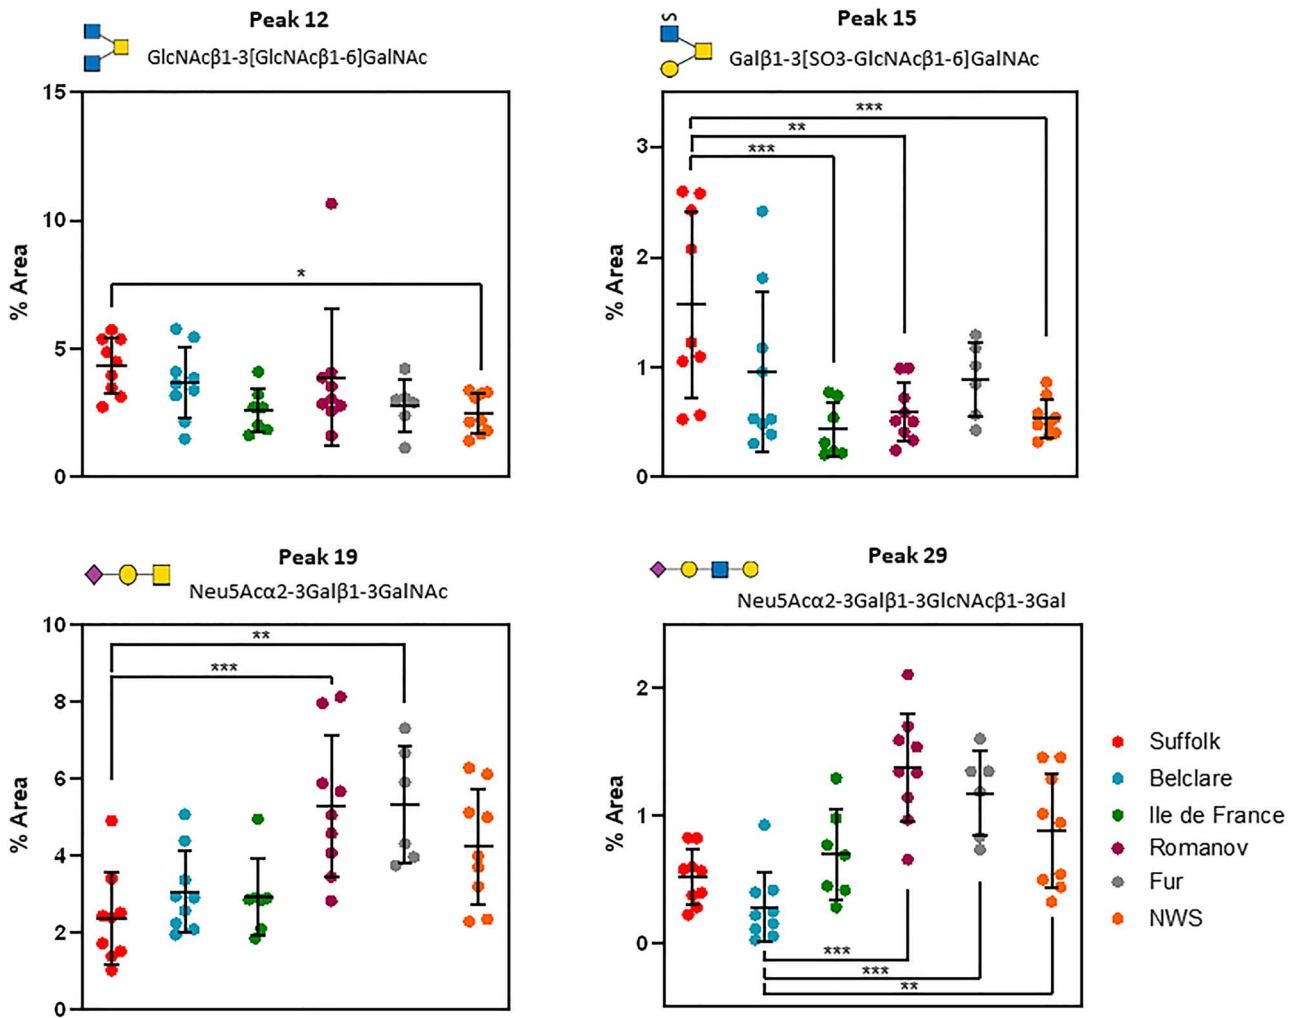 Peak 12
GlcNAcβ1-3[GlcNAcβ1-6]GalNAc
15
10
5
0
% Area
*
Peak 15
S
Galβ1-3[SO3-GlcNAcβ1-6]GalNAc
3
2
1
0
% Area
***
**
***
Peak 19
Neu5Acα2-3Galβ1-3GalNAc
10
8
6
4
2
0
% Area
**
***
Peak 29
Neu5Acα2-3Galβ1-3GlcNAcβ1-3Gal
2
1
0
% Area
***
***
**
Suffolk
Belclare
Ile de France
Romanov
Fur
NWS